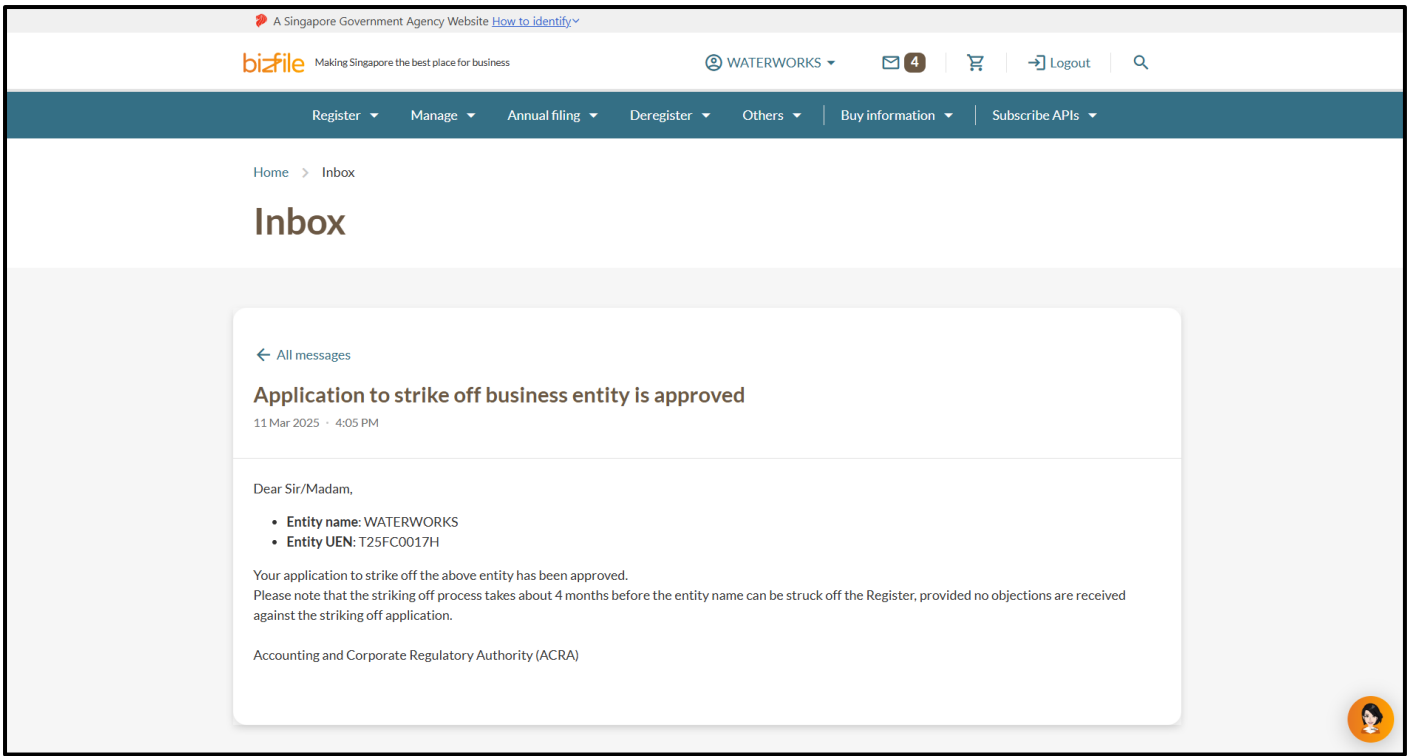 A Singapore Government Agency Website How to identify
bizfile Making Singapore the best place for business WATERWORKS 4 Logout
Register Manage Annual filing Deregister Others Buy information Subscribe APIs
Home > Inbox
Inbox
← All messages
Application to strike off business entity is approved
11 Mar 2025 · 4:05 PM
Dear Sir/Madam,
• Entity name: WATERWORKS
• Entity UEN: T25FC0017H
Your application to strike off the above entity has been approved.
Please note that the striking off process takes about 4 months before the entity name can be struck off the Register, provided no objections are received
against the striking off application.
Accounting and Corporate Regulatory Authority (ACRA)